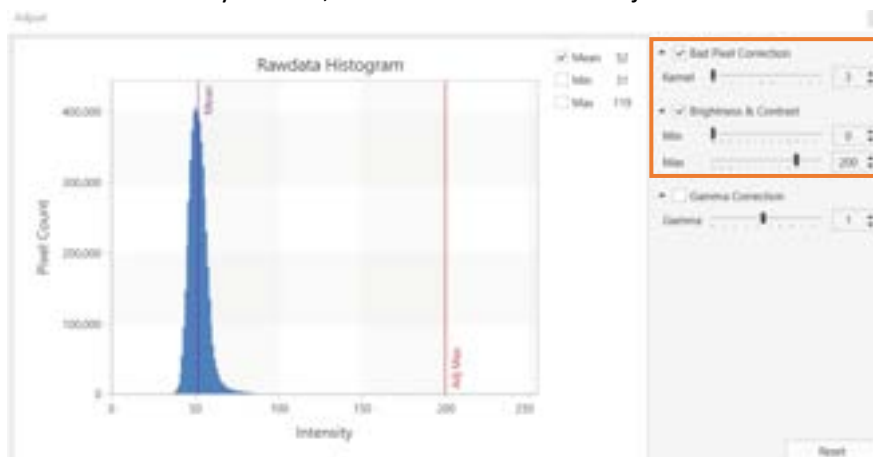 Adjust
Rawdata Histogram
Mean 52
Min 31
Max 119
Bad Pixel Correction
Kernel 3
Brightness & Contrast
Min 0
Max 200
Gamma Correction
Gamma 1
400,000
300,000
200,000
100,000
0
Pixel Count
Mean
Adj Max
0 50 100 150 200 250
Intensity
Reset